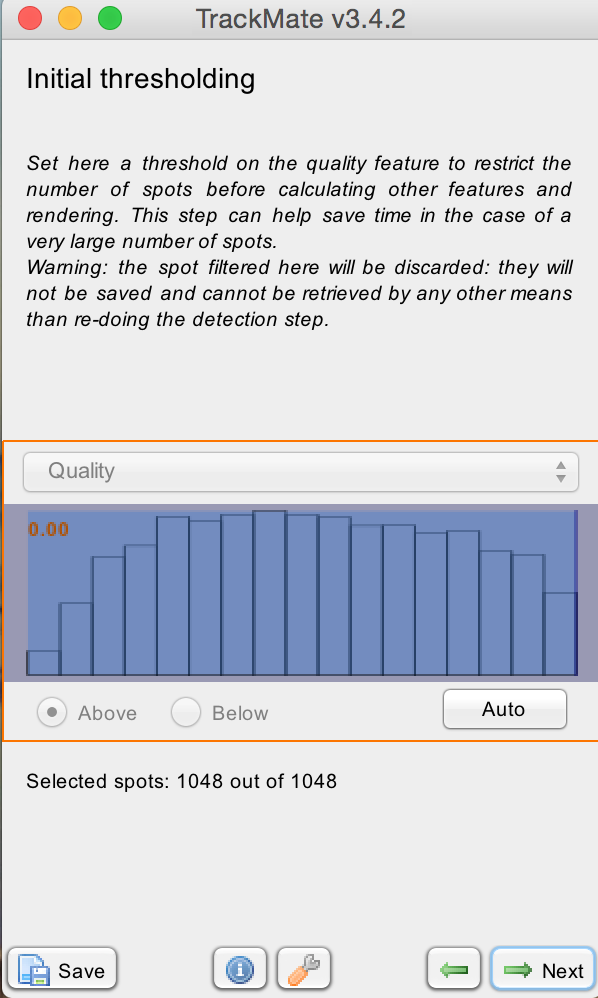 TrackMate v3.4.2
Initial thresholding
Set here a threshold on the quality feature to restrict the
number of spots before calculating other features and
rendering. This step can help save time in the case of a
very large number of spots.
Warning: the spot filtered here will be discarded: they will
not be saved and cannot be retrieved by any other means
than re-doing the detection step.
Quality
0.00
Above Below Auto
Selected spots: 1048 out of 1048
Save Next